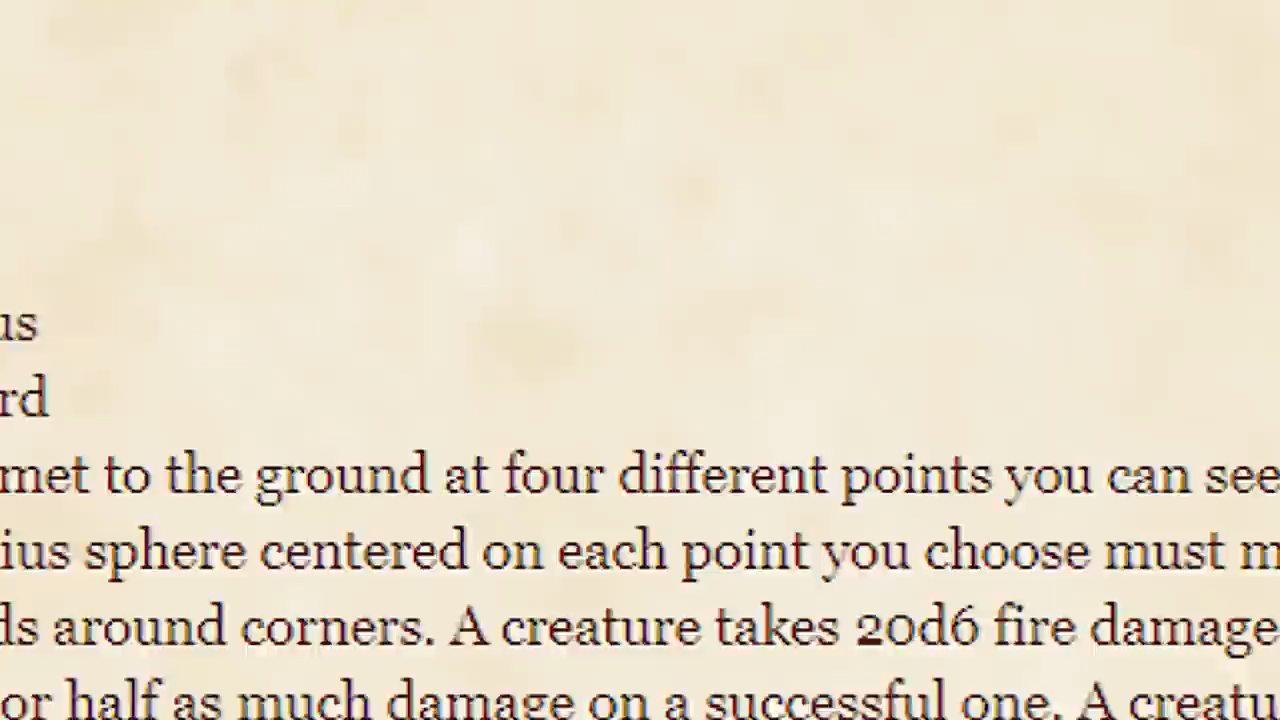 us
rd
met to the ground at four different points you can see
ius sphere centered on each point you choose must m
ds around corners. A creature takes 20d6 fire damage
or half as much damage on a successful one. A creatu